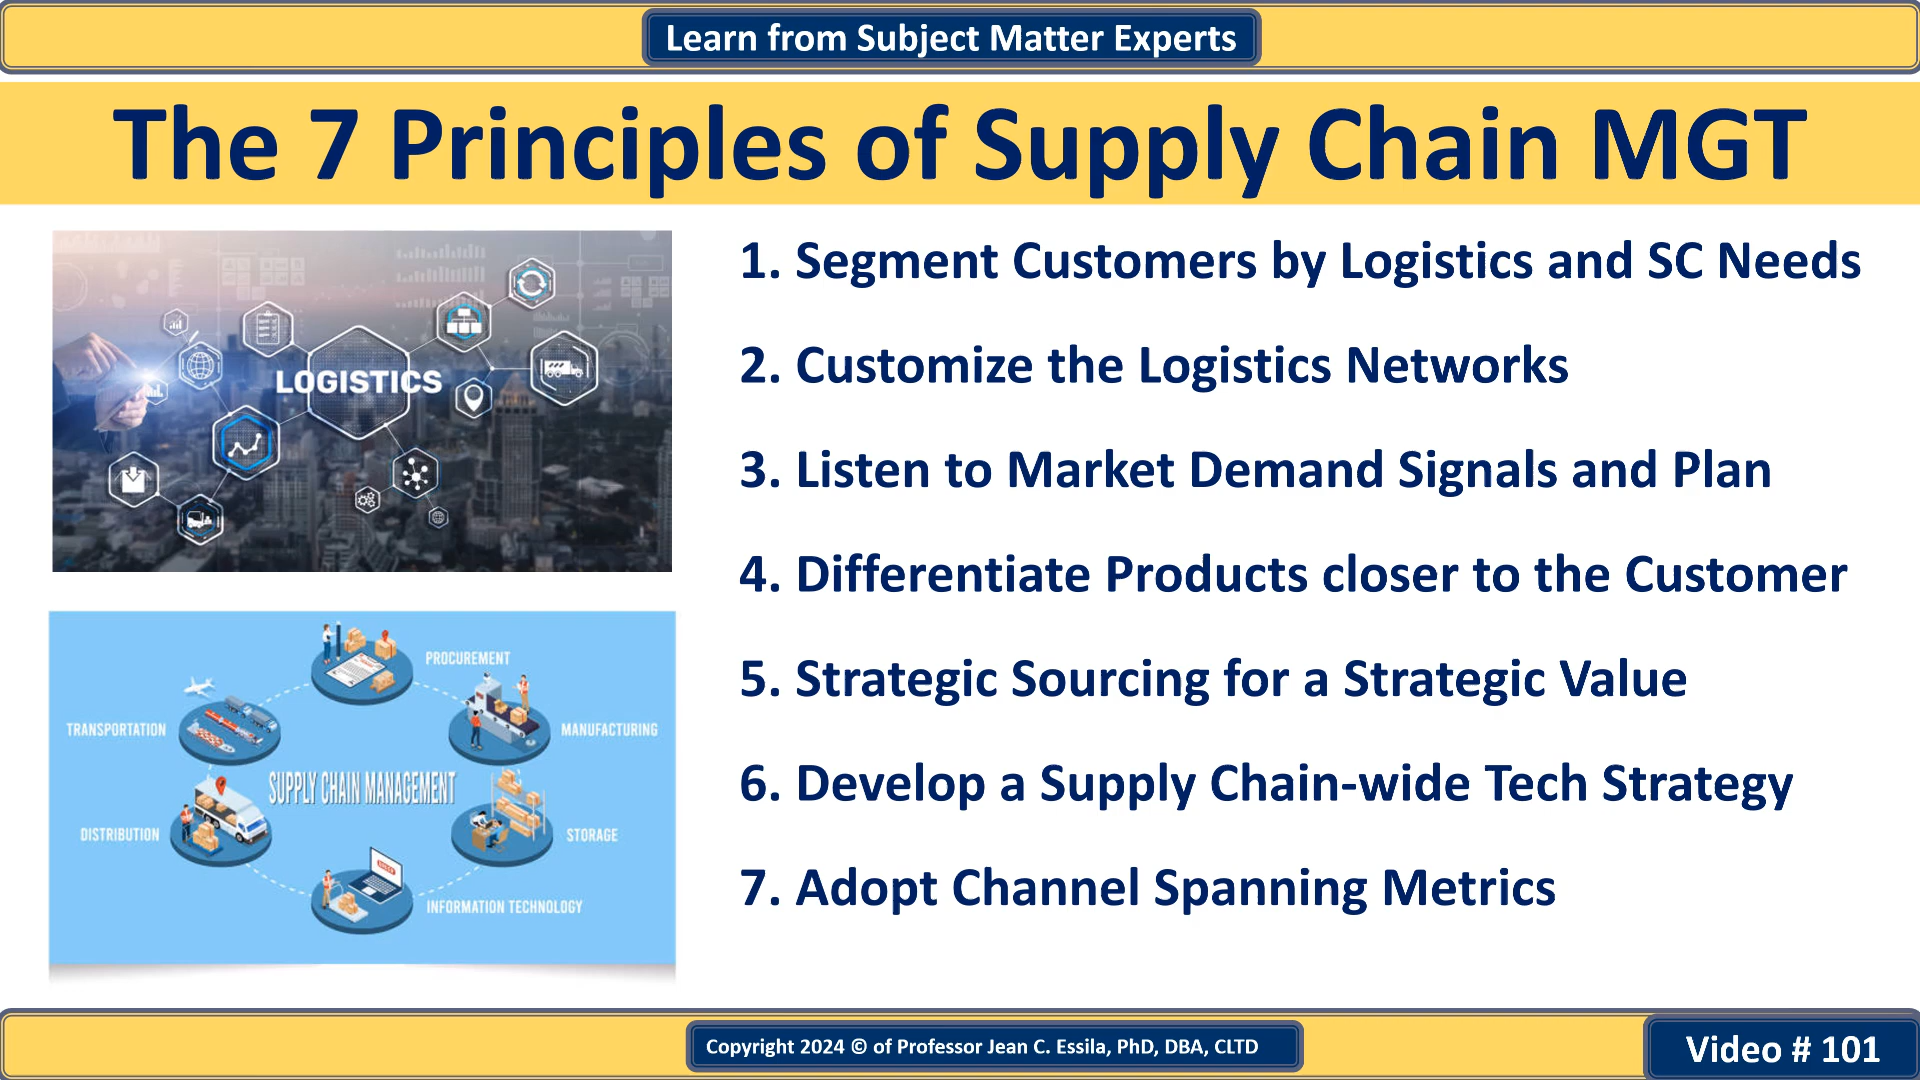 Learn from Subject Matter Experts
The 7 Principles of Supply Chain MGT
LOGISTICS
1. Segment Customers by Logistics and SC Needs
2. Customize the Logistics Networks
3. Listen to Market Demand Signals and Plan
4. Differentiate Products closer to the Customer
5. Strategic Sourcing for a Strategic Value
6. Develop a Supply Chain-wide Tech Strategy
7. Adopt Channel Spanning Metrics
PROCUREMENT
TRANSPORTATION
MANUFACTURING
SUPPLY CHAIN MANAGEMENT
DISTRIBUTION
STORAGE
INFORMATION TECHNOLOGY
Copyright 2024 © of Professor Jean C. Essila, PhD, DBA, CLTD
Video # 101